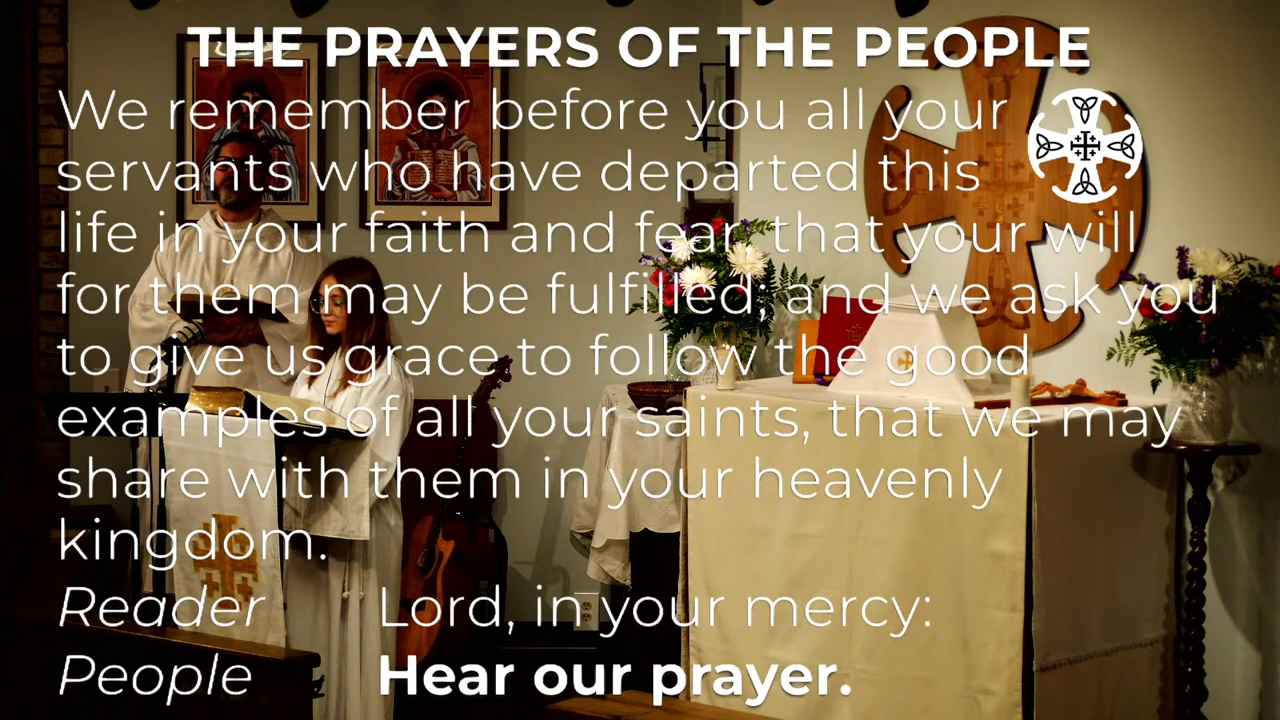 THE PRAYERS OF THE PEOPLE
We remember before you all your
servants who have departed this
life in your faith and fear, that your will
for them may be fulfilled; and we ask you
to give us grace to follow the good
examples of all your saints, that we may
share with them in your heavenly
kingdom.
Reader Lord, in your mercy:
People Hear our prayer.